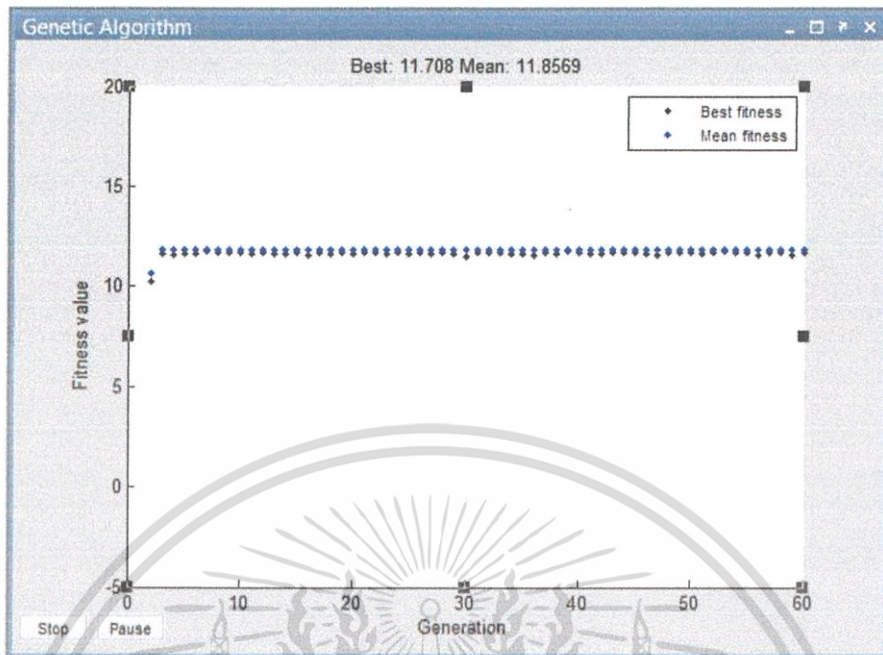 Genetic Algorithm
Best: 11.708 Mean: 11.8569
20
15
10
5
0
-5
Fitness value
Best fitness
Mean fitness
0 10 20 30 40 50 60
Generation
Stop Pause